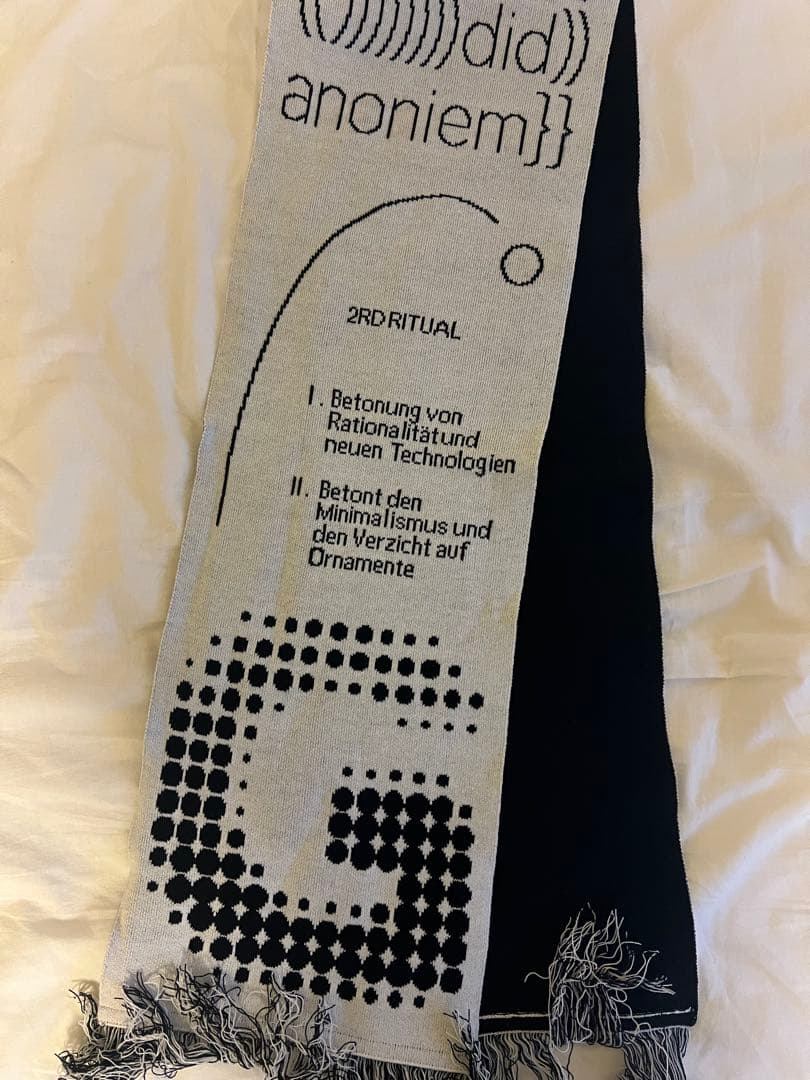 (()))))))did))
anoniem}}
2RD RITUAL
I. Betonung von
Rationalitätund
neuen Technologien
II. Betont den
Minimalismus und
den Verzicht auf
Ornamente
G